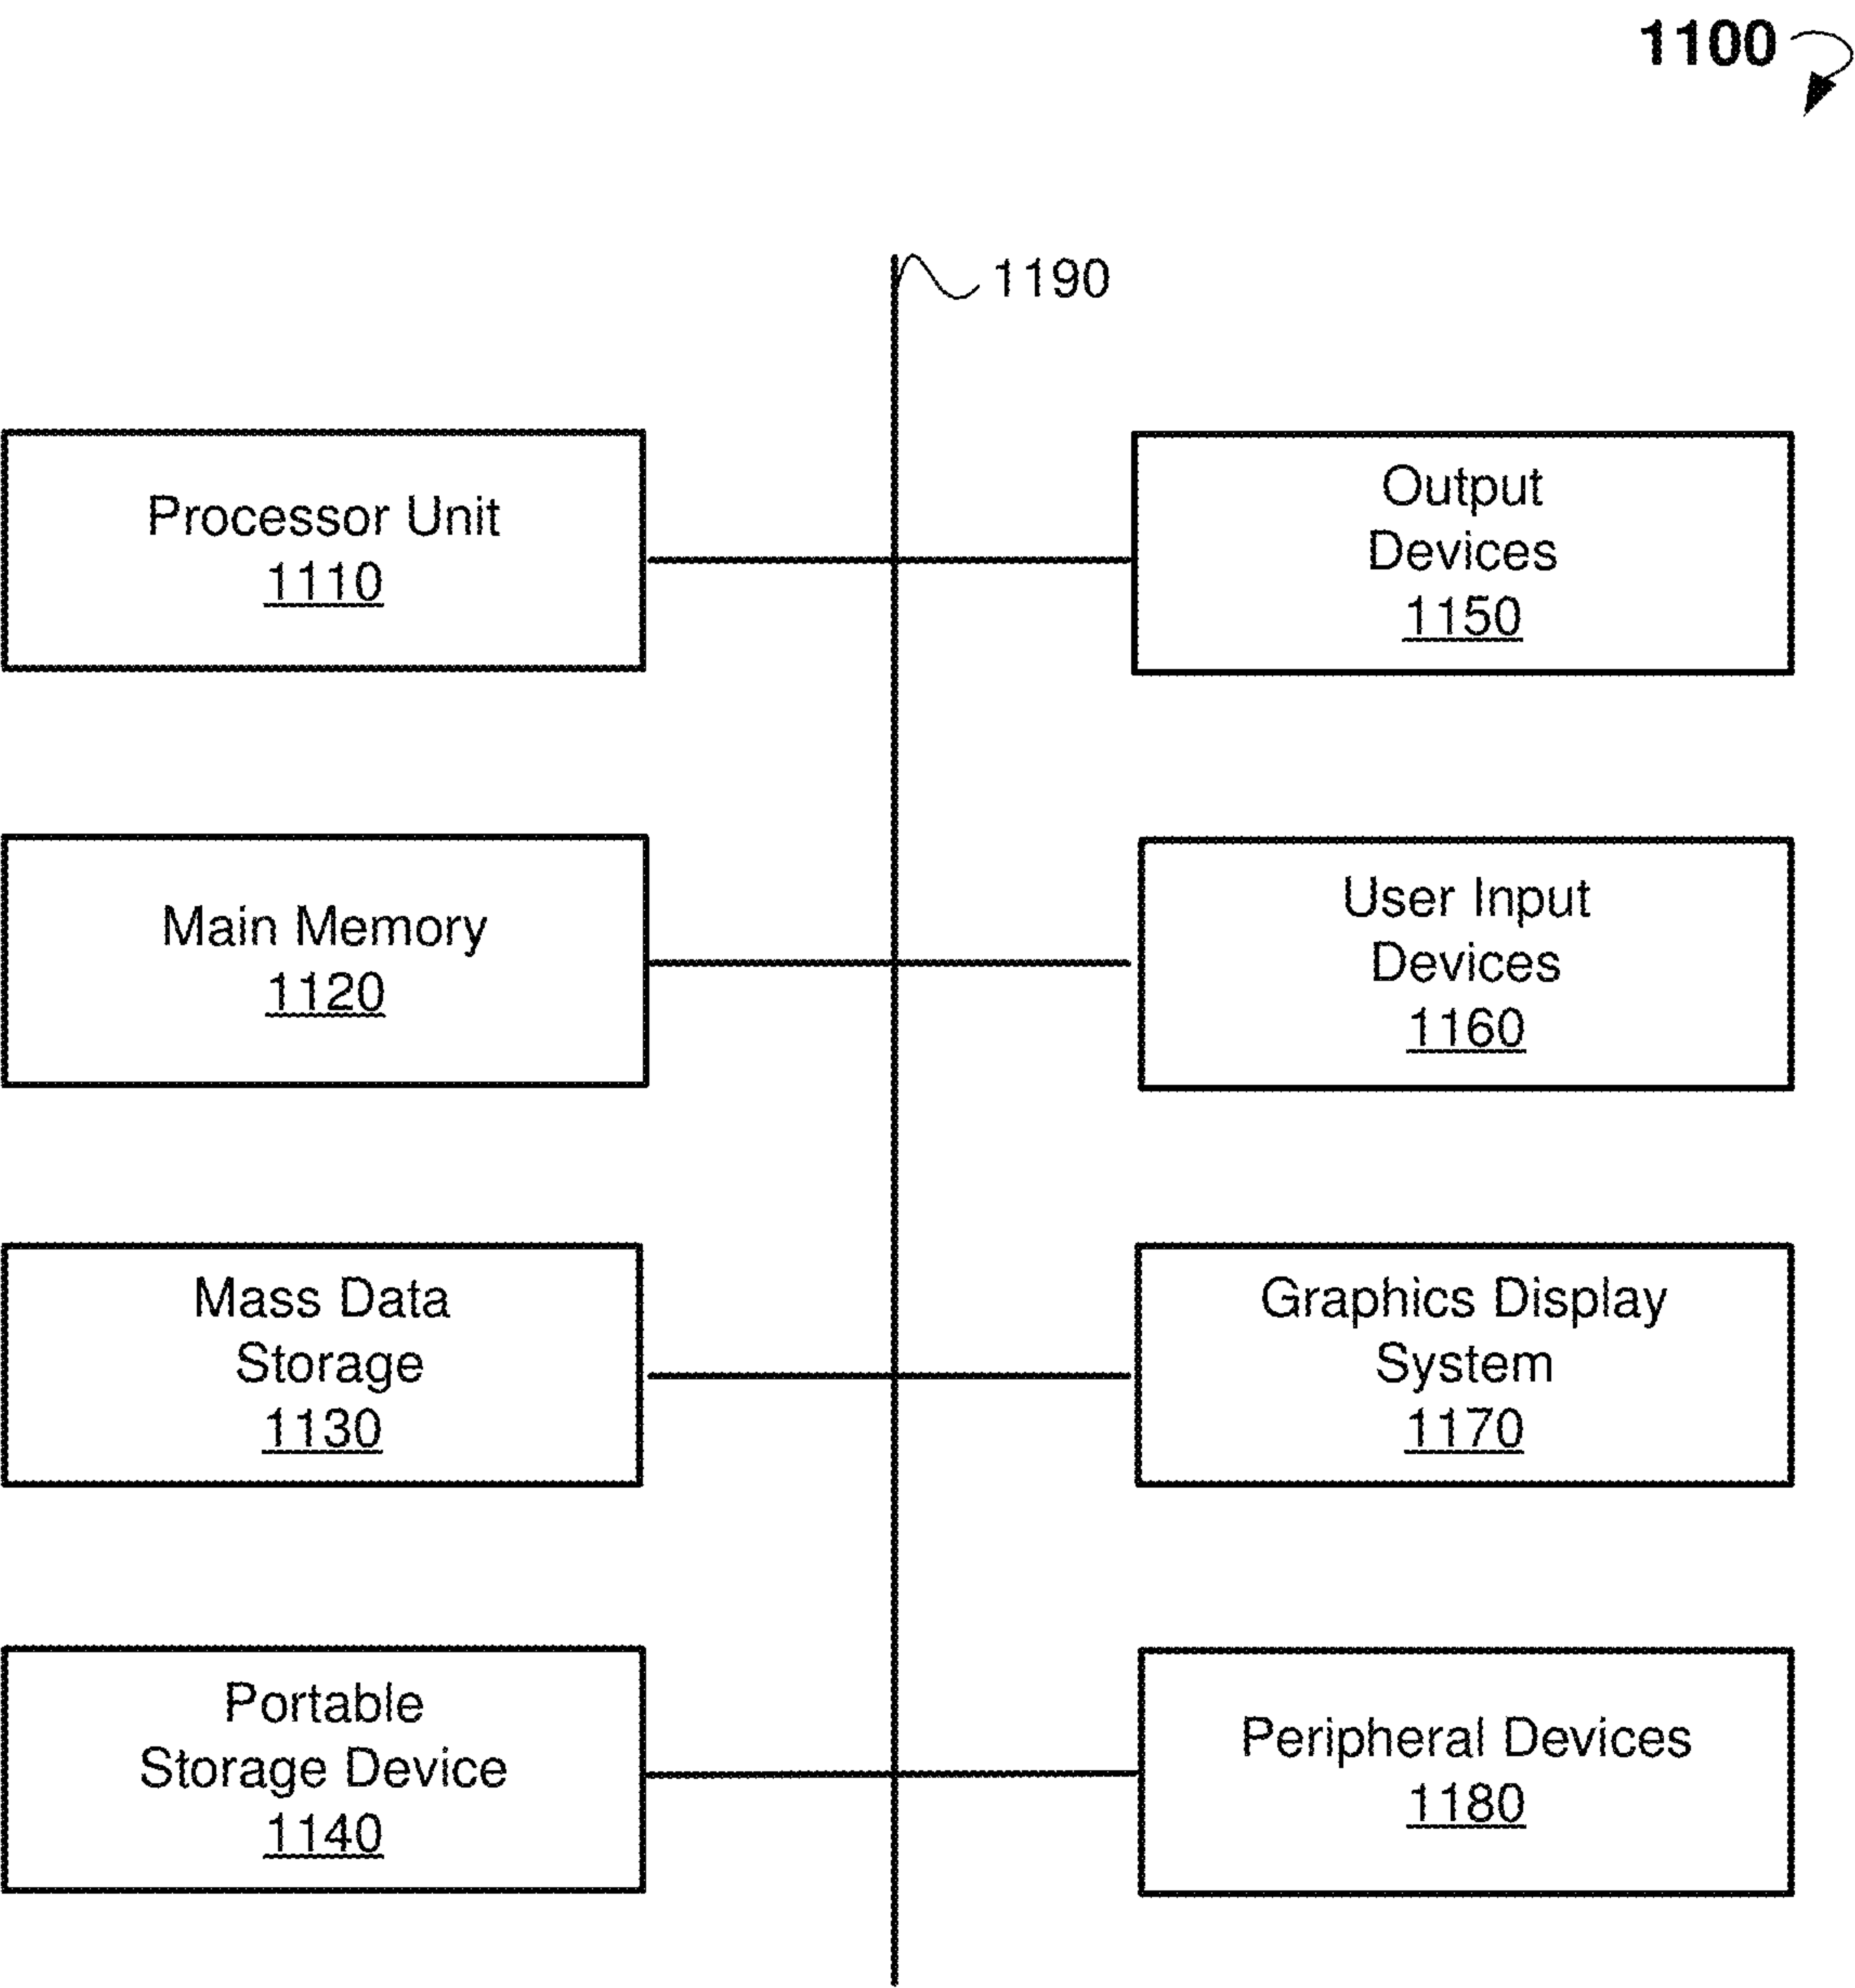 1100
1190
Processor Unit
1110
Output
Devices
1150
Main Memory
1120
User Input
Devices
1160
Mass Data
Storage
1130
Graphics Display
System
1170
Portable
Storage Device
1140
Peripheral Devices
1180